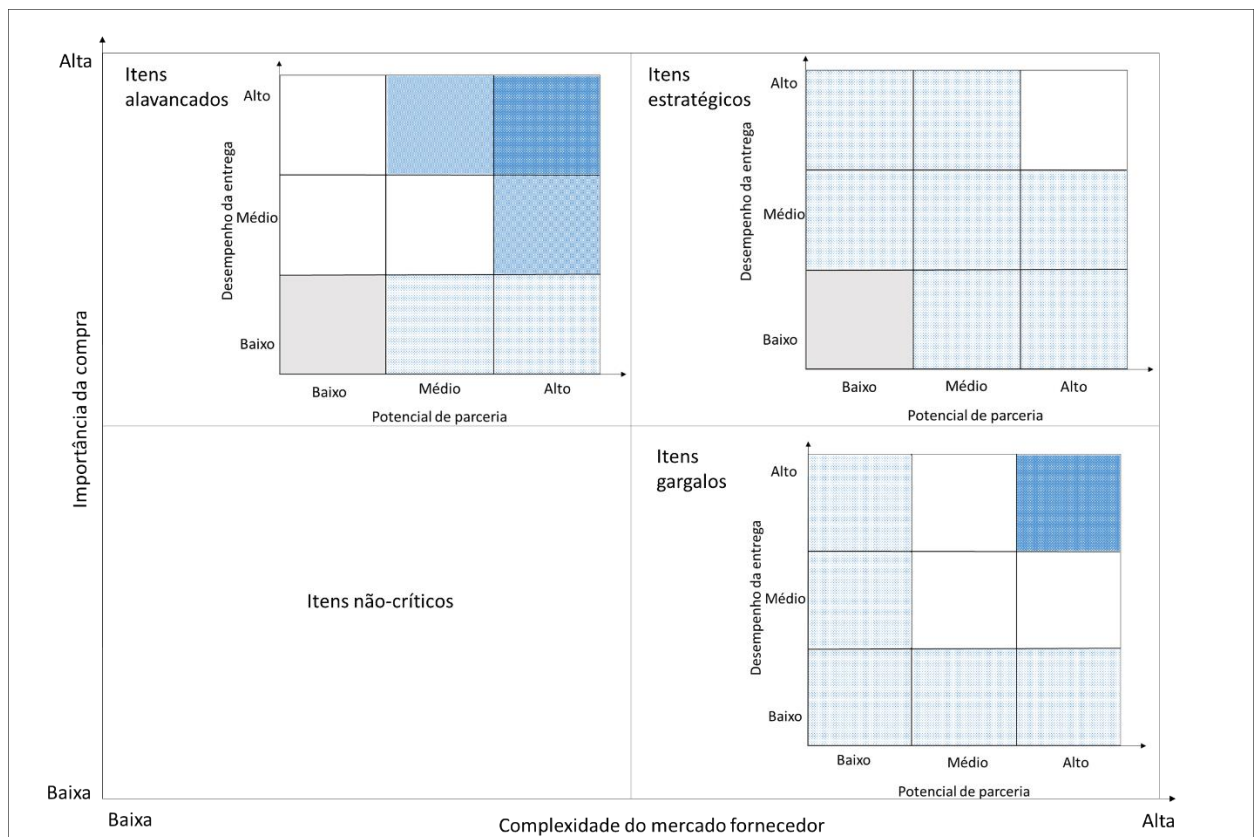 Alta
Itens
alavancados
Alto
Médio
Baixo
Desempenho da entrega
Baixo
Médio
Alto
Potencial de parceria
Itens
estratégicos
Alto
Médio
Baixo
Desempenho da entrega
Baixo
Médio
Alto
Potencial de parceria
Importância da compra
Itens não-críticos
Itens
gargalos
Alto
Médio
Baixo
Desempenho da entrega
Baixo
Médio
Alto
Potencial de parceria
Baixa
Baixa
Complexidade do mercado fornecedor
Alta